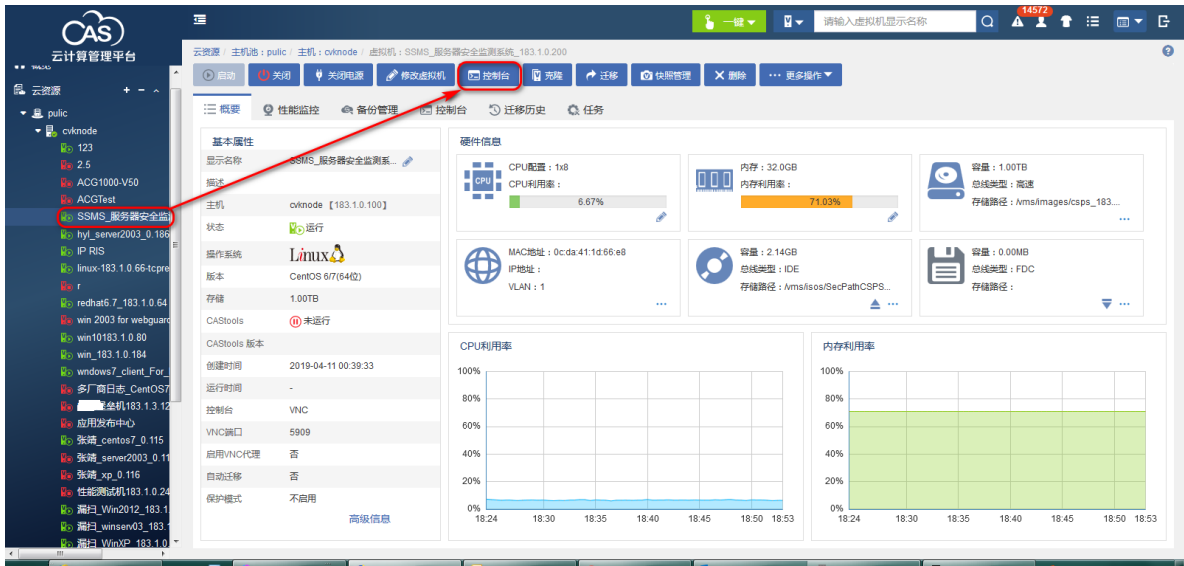 CAS
云计算管理平台
一键
请输入虚拟机显示名称
14572
概览
云资源 + - ^
pulic
cvknode
123
2.5
ACG1000-V50
ACGTest
SSMS_服务器安全监
hyl_server2003_0.186
IP RIS
linux-183.1.0.66-tcpre
r
redhat6.7_183.1.0.64
win 2003 for webguard
win10183.1.0.80
win_183.1.0.184
wndows7_client_For_
多厂商日志_CentOS7
垒机183.1.3.12
应用发布中心
张靖_centos7_0.115
张靖_server2003_0.11
张靖_xp_0.116
性能测试机183.1.0.24
漏扫_Win2012_183.1.
漏扫_winserv03_183.1
漏扫_WinXP_183.1.0.
云资源 / 主机池：pulic / 主机：cvknode / 虚拟机：SSMS_服务器安全监测系统_183.1.0.200
启动 关闭 关闭电源 修改虚拟机 控制台 克隆 迁移 快照管理 删除 更多操作
概要 性能监控 备份管理 控制台 迁移历史 任务
基本属性
显示名称 SSMS_服务器安全监测系...
描述
主机 cvknode 【183.1.0.100】
状态 运行
操作系统 Linux
版本 CentOS 6/7(64位)
存储 1.00TB
CAStools 未运行
CAStools 版本
创建时间 2019-04-11 00:39:33
运行时间 -
控制台 VNC
VNC端口 5909
启用VNC代理 否
自动迁移 否
保护模式 不启用
高级信息
硬件信息
CPU
CPU配置：1x8
CPU利用率：
6.67%
内存：32.0GB
内存利用率：
71.03%
容量：1.00TB
总线类型：高速
存储路径：/vms/images/csps_183....
MAC地址：0c:da:41:1d:66:e8
IP地址：
VLAN：1
容量：2.14GB
总线类型：IDE
存储路径：/vms/isos/SecPathCSPS...
容量：0.00MB
总线类型：FDC
存储路径：
CPU利用率
100%
80%
60%
40%
20%
0%
18:24 18:30 18:35 18:40 18:45 18:50 18:53
内存利用率
100%
80%
60%
40%
20%
0%
18:24 18:30 18:35 18:40 18:45 18:50 18:53